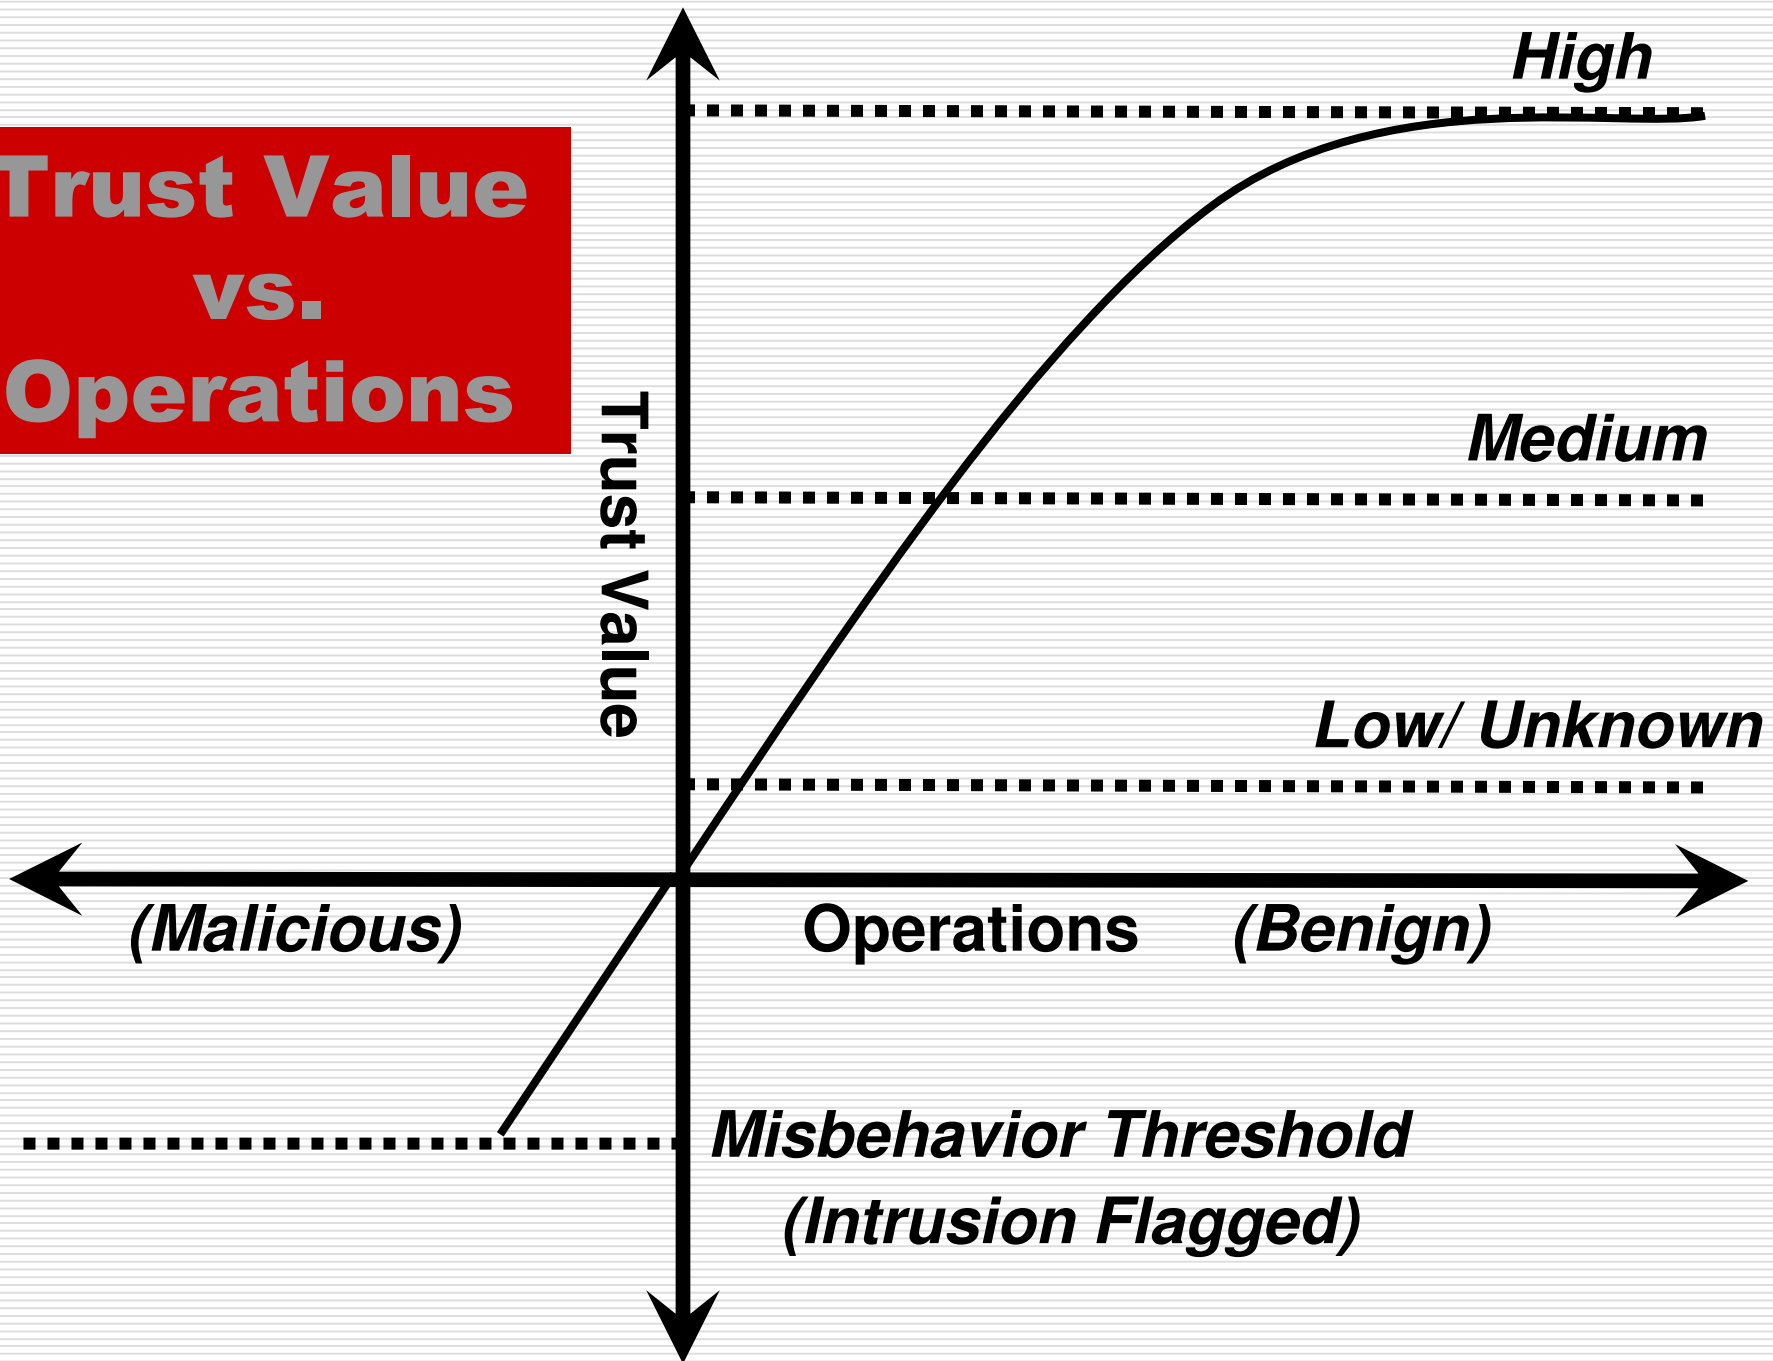 Trust Value
vs.
Operations
High
Medium
Trust Value
Low/ Unknown
(Malicious)
Operations (Benign)
Misbehavior Threshold
(Intrusion Flagged)